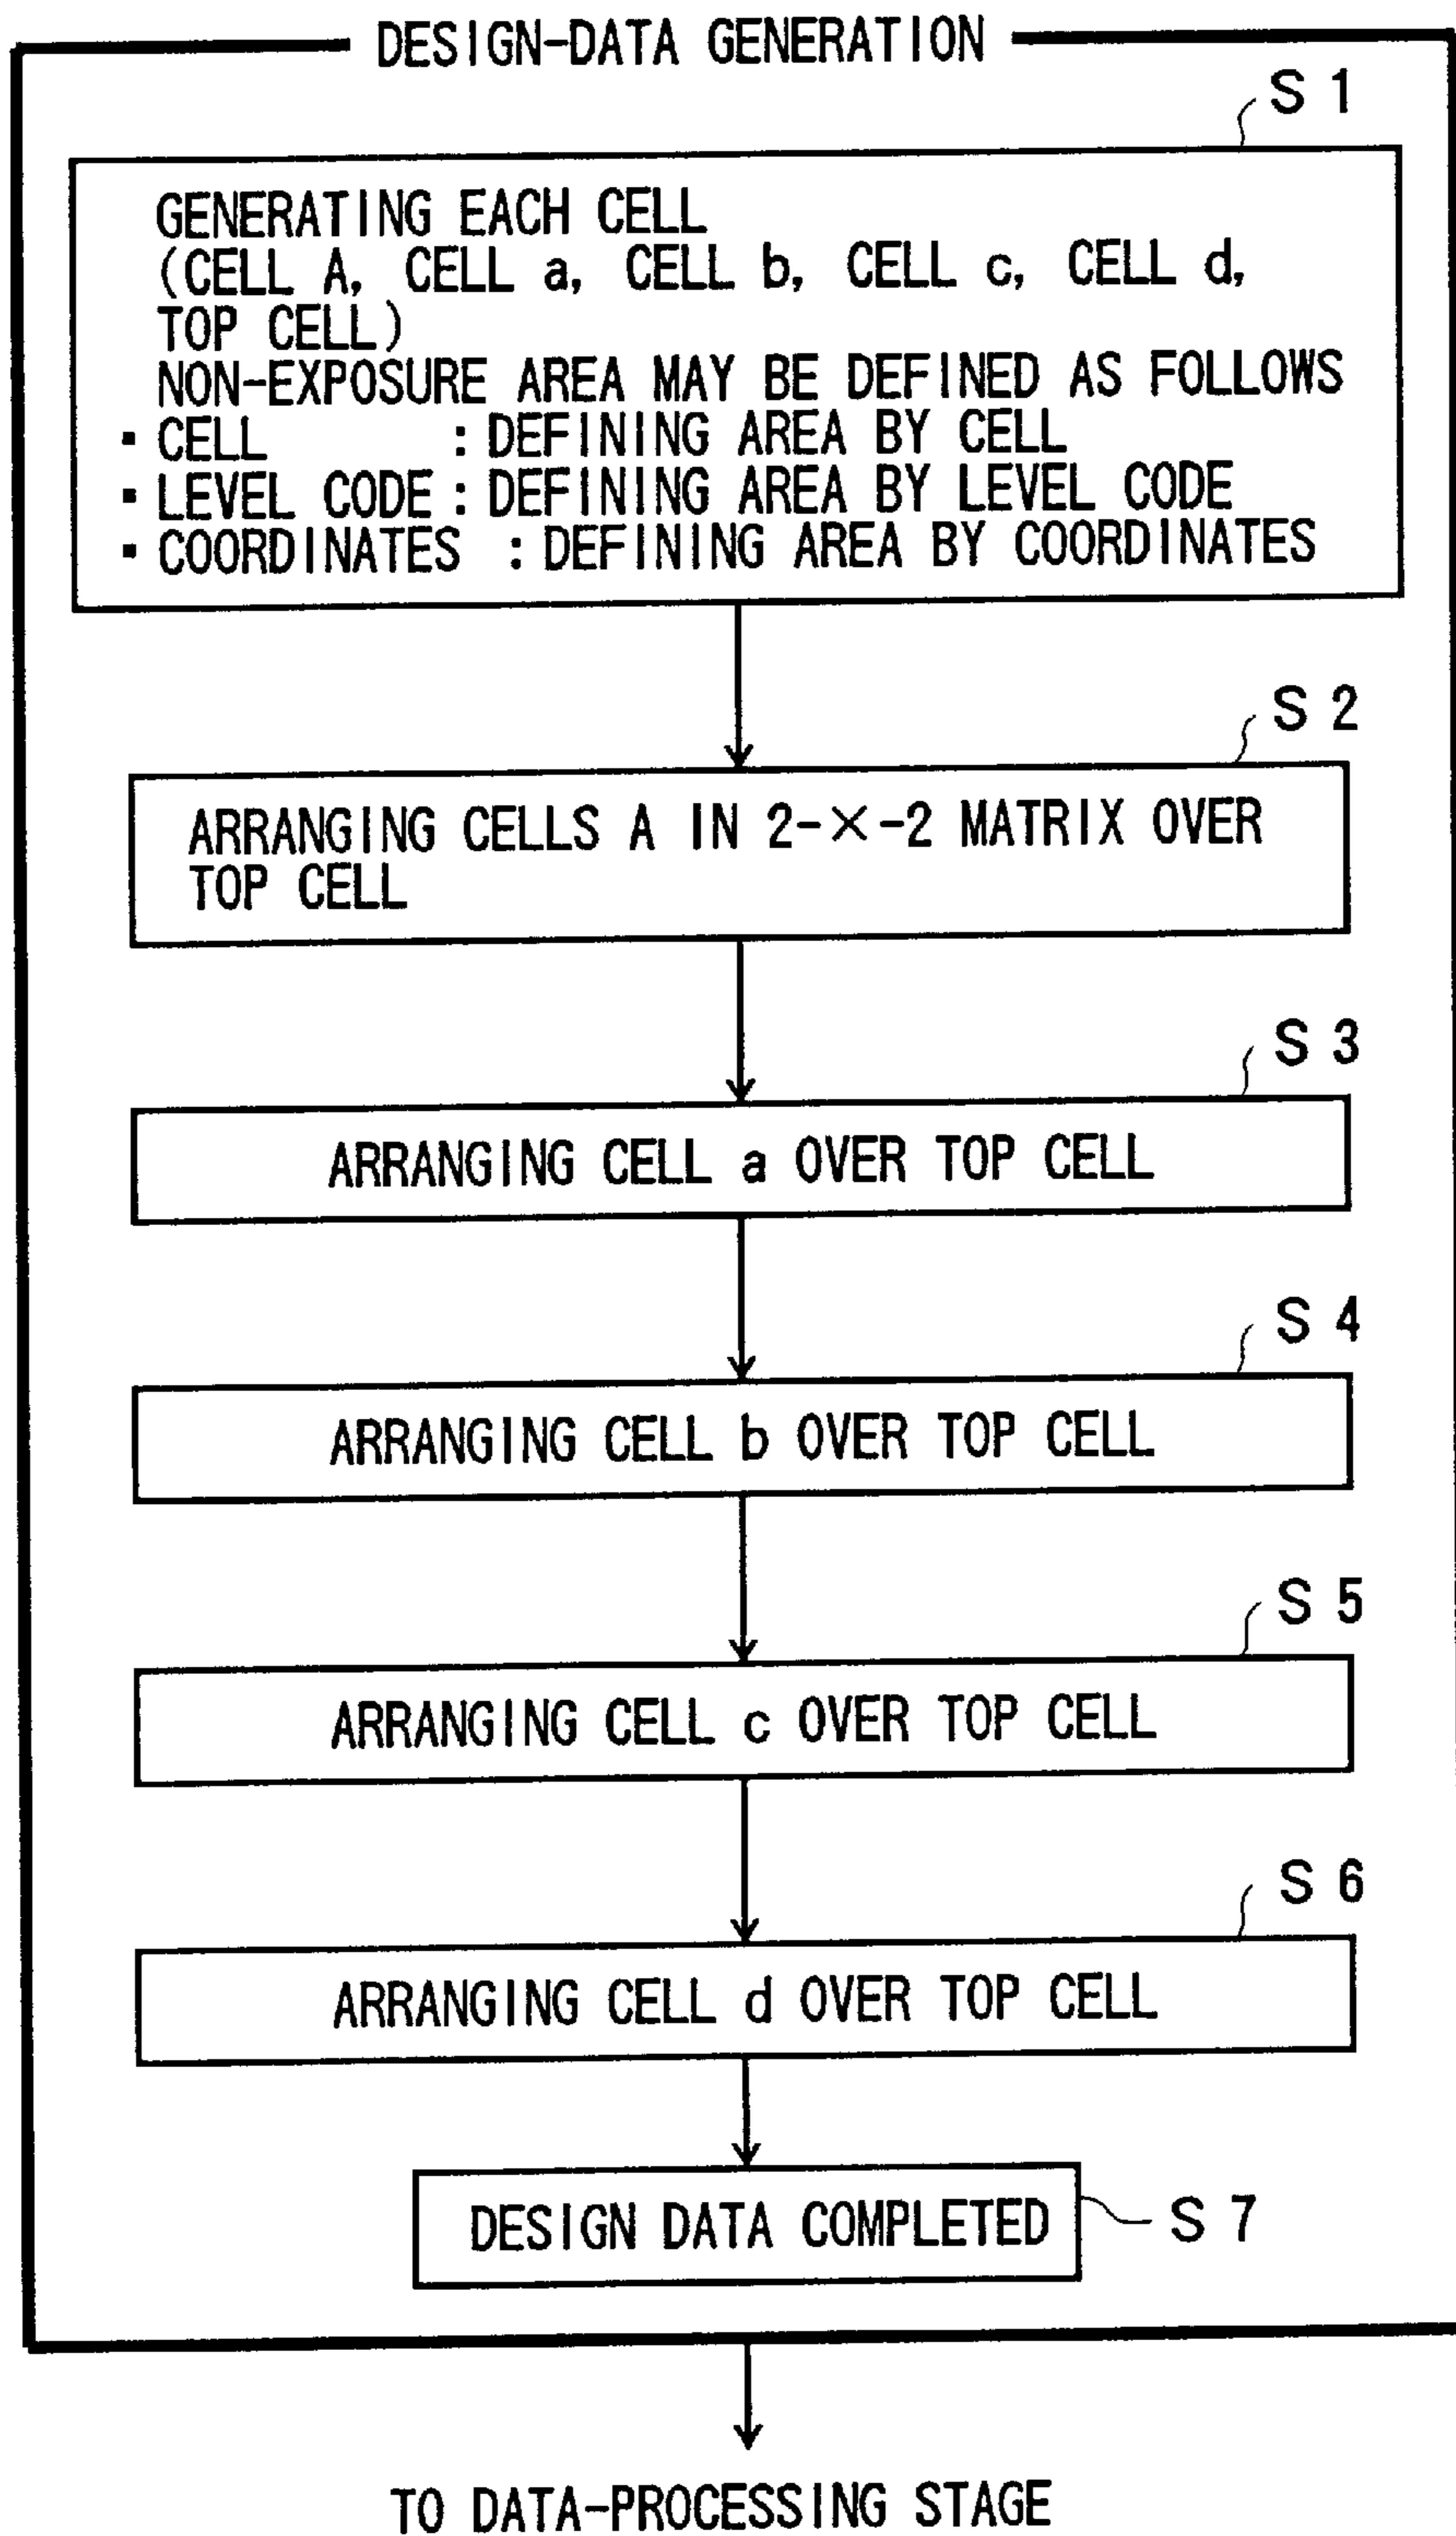 DESIGN-DATA GENERATION
S 1
GENERATING EACH CELL
(CELL A, CELL a, CELL b, CELL c, CELL d,
TOP CELL)
NON-EXPOSURE AREA MAY BE DEFINED AS FOLLOWS
▪ CELL : DEFINING AREA BY CELL
▪ LEVEL CODE : DEFINING AREA BY LEVEL CODE
▪ COORDINATES : DEFINING AREA BY COORDINATES
S 2
ARRANGING CELLS A IN 2-×-2 MATRIX OVER
TOP CELL
S 3
ARRANGING CELL a OVER TOP CELL
S 4
ARRANGING CELL b OVER TOP CELL
S 5
ARRANGING CELL c OVER TOP CELL
S 6
ARRANGING CELL d OVER TOP CELL
DESIGN DATA COMPLETED
S 7
TO DATA-PROCESSING STAGE